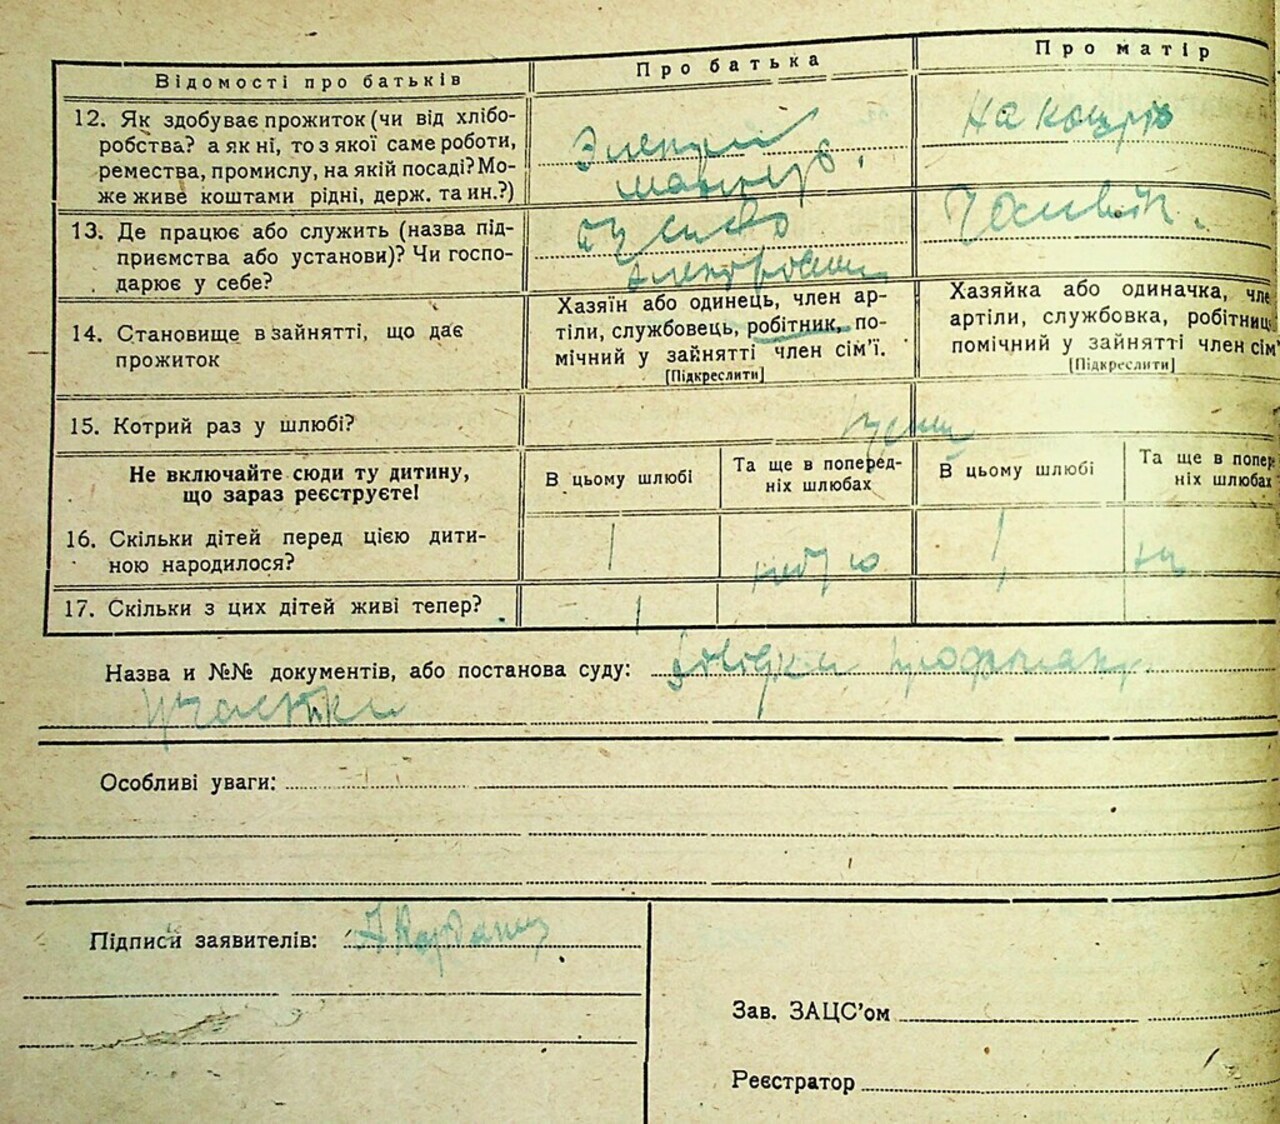 Відомості про батьків
Про батька
Про матір
12. Як здобуває прожиток (чи від хлібо-
робства? а як ні, то з якої саме роботи,
ремества, промислу, на якій посаді? Мо-
же живе коштами рідні, держ. та ин.?)
На кошт
13. Де працює або служить (назва під-
приємства або установи)? Чи госпо-
дарює у себе?
Чолвік.
14. Становище в зайнятті, що дає
прожиток
Хазяїн або одинець, член ар-
тіли, службовець, робітник, по-
мічний у зайнятті член сім'ї.
[Підкреслити]
Хазяйка або одиначка, чле
артіли, службовка, робітниц
помічний у зайнятті член сім'
[Підкреслити]
15. Котрий раз у шлюбі?
Не включайте сюди ту дитину,
що зараз реєструєте!
В цьому шлюбі
Та ще в поперед-
ніх шлюбах
В цьому шлюбі
Та ще в попер
ніх шлюбах
16. Скільки дітей перед цією дити-
ною народилося?
1
1
17. Скільки з цих дітей живі тепер?
1
Назва и №№ документів, або постанова суду: Довідки
Особливі уваги:
Підписи заявителів:
Зав. ЗАЦС'ом
Реєстратор